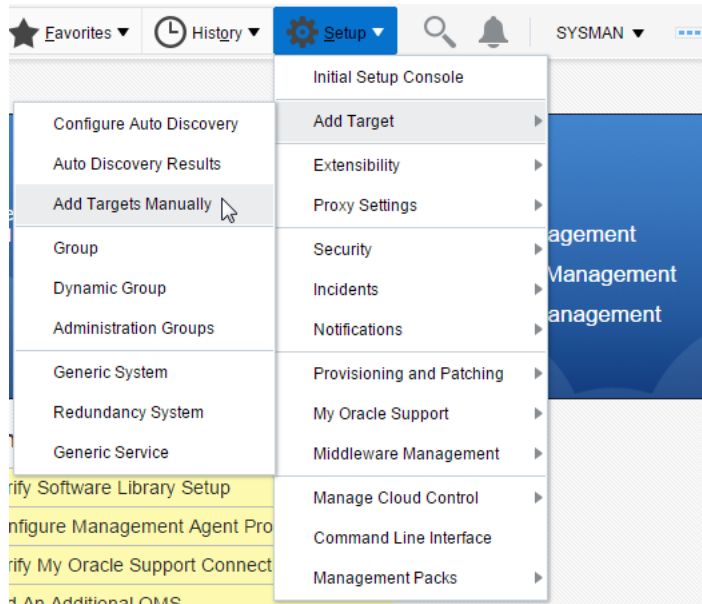 Favorites ▼
History ▼
Setup ▼
SYSMAN ▼
Initial Setup Console
Add Target
Extensibility
Proxy Settings
Security
Incidents
Notifications
Provisioning and Patching
My Oracle Support
Middleware Management
Manage Cloud Control
Command Line Interface
Management Packs
Configure Auto Discovery
Auto Discovery Results
Add Targets Manually
Group
Dynamic Group
Administration Groups
Generic System
Redundancy System
Generic Service
agement
Management
anagement
rify Software Library Setup
nfigure Management Agent Pro
rify My Oracle Support Connect
d An Additional OMS